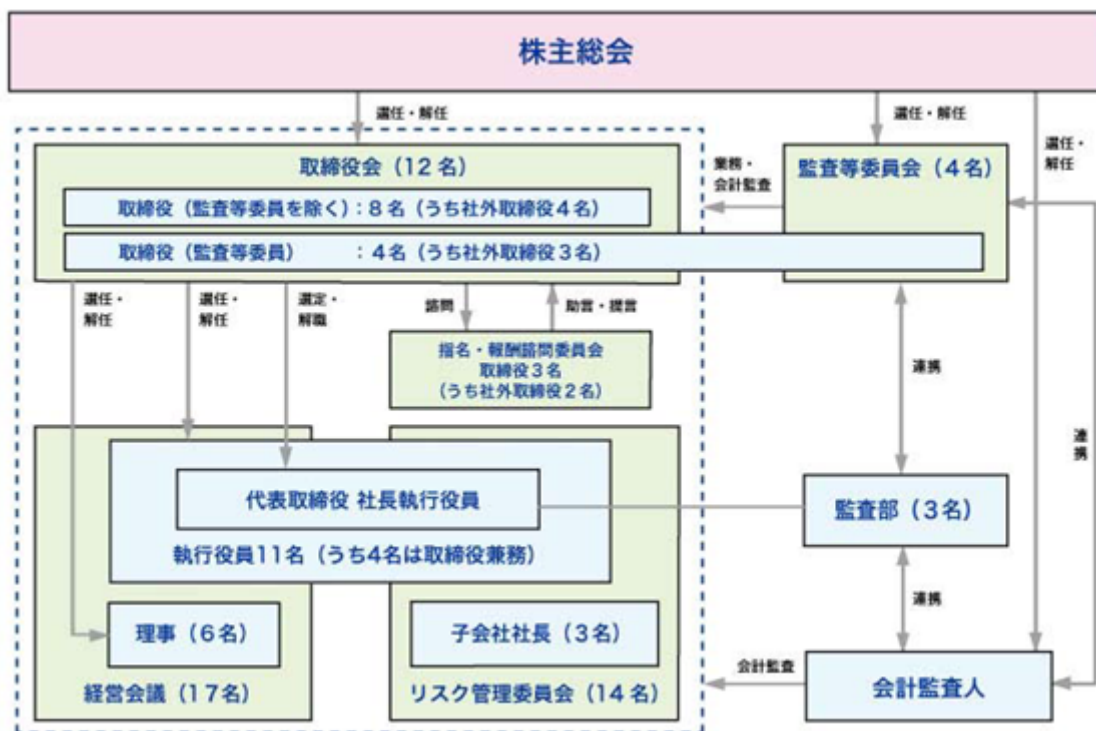 株主総会
選任・解任
選任・解任
選任・
解任
取締役会（12名）
取締役（監査等委員を除く）：8名（うち社外取締役4名）
取締役（監査等委員）　　　：4名（うち社外取締役3名）
業務・
会計監査
監査等委員会（4名）
選任・
解任
選任・
解任
選定・
解職
諮問
助言・提言
指名・報酬諮問委員会
取締役3名
（うち社外取締役2名）
連携
連携
代表取締役 社長執行役員
執行役員11名（うち4名は取締役兼務）
監査部（3名）
連携
理事（6名）
経営会議（17名）
子会社社長（3名）
リスク管理委員会（14名）
会計監査
会計監査人